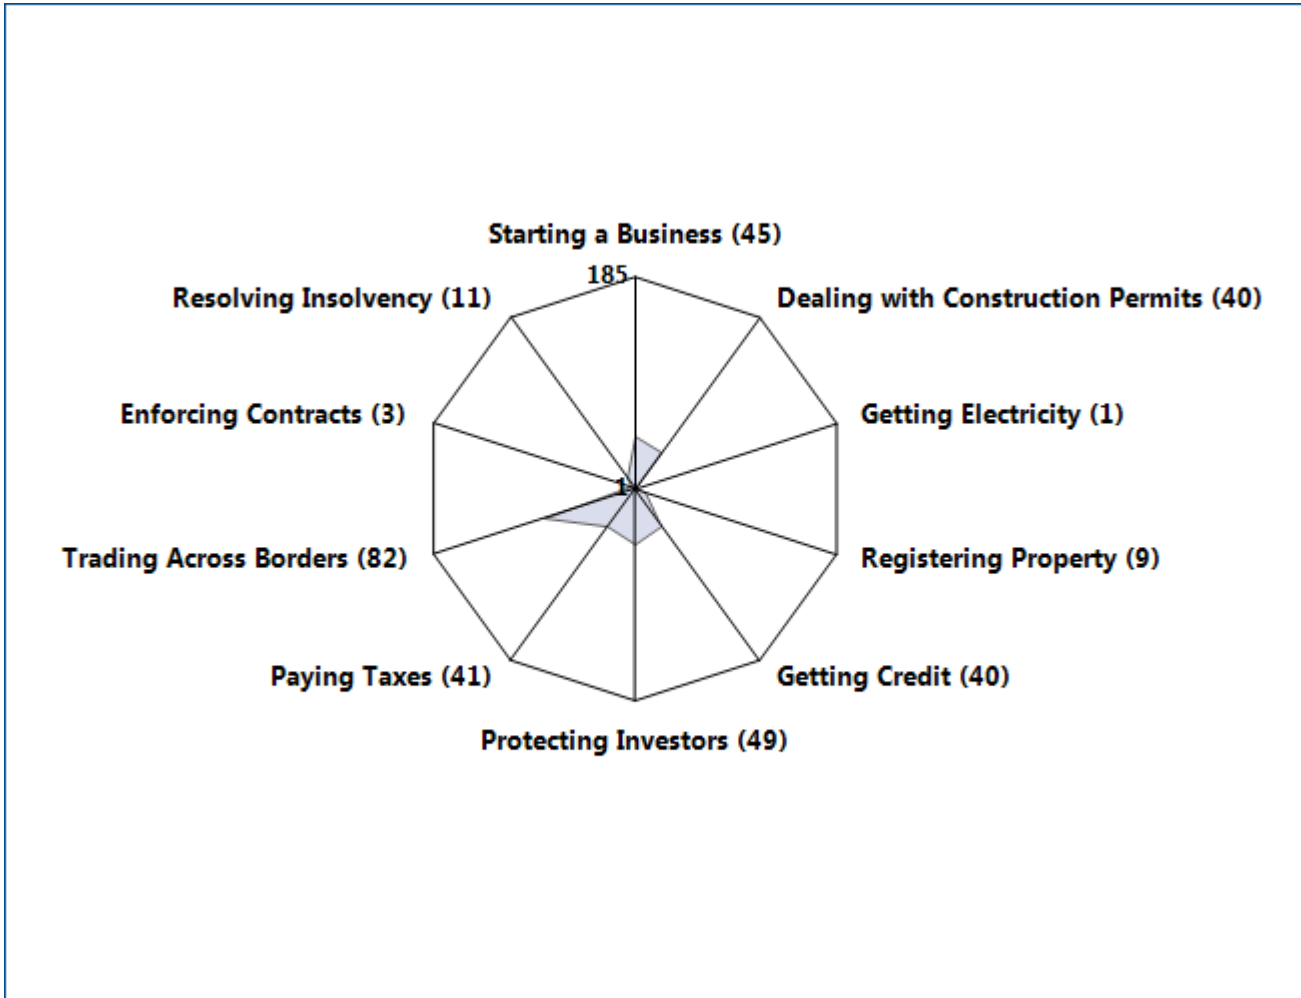 Starting a Business (45)
185
Resolving Insolvency (11)
Dealing with Construction Permits (40)
Enforcing Contracts (3)
Getting Electricity (1)
1
Trading Across Borders (82)
Registering Property (9)
Paying Taxes (41)
Getting Credit (40)
Protecting Investors (49)